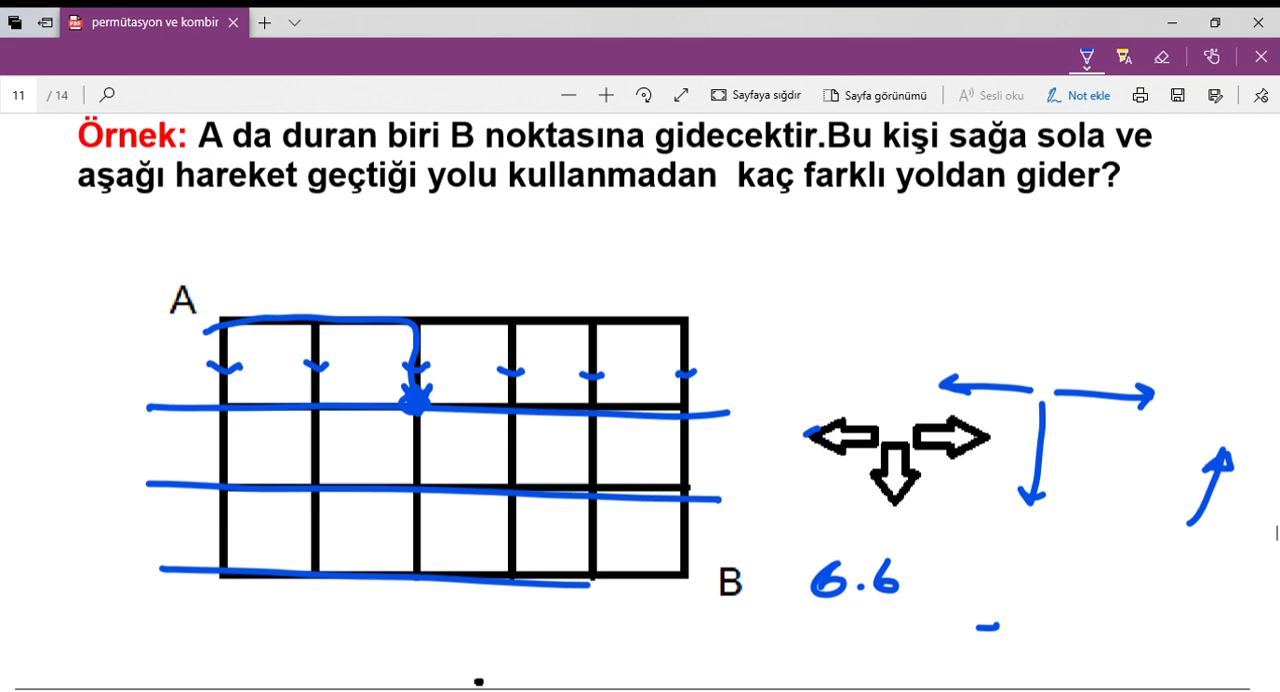 permütasyon ve kombir
11 / 14
Sayfaya sığdır
Sayfa görünümü
A Sesli oku
Not ekle
Örnek: A da duran biri B noktasına gidecektir.Bu kişi sağa sola ve
aşağı hareket geçtiği yolu kullanmadan kaç farklı yoldan gider?
A
B
6.6